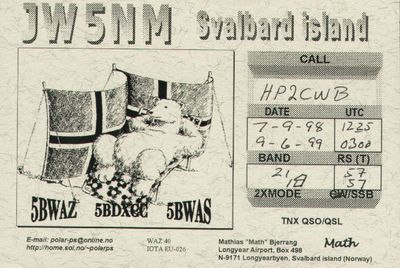 JW5NM Svalbard island
CALL
HP2CWB
DATE UTC
7-9-98 1235
9-6-99 0300
BAND RS (T)
21 57
18 57
2XMODE CW/SSB
5BWAZ 5BDXCC 5BWAS
TNX QSO/QSL
E-mail: polar-ps@online.no
http://home.sol.no/~polarps
WAZ 40
IOTA EU-026
Mathias "Math" Bjerrang Math
Longyear Airport, Box 498
N-9171 Longyearbyen, Svalbard island (Norway)